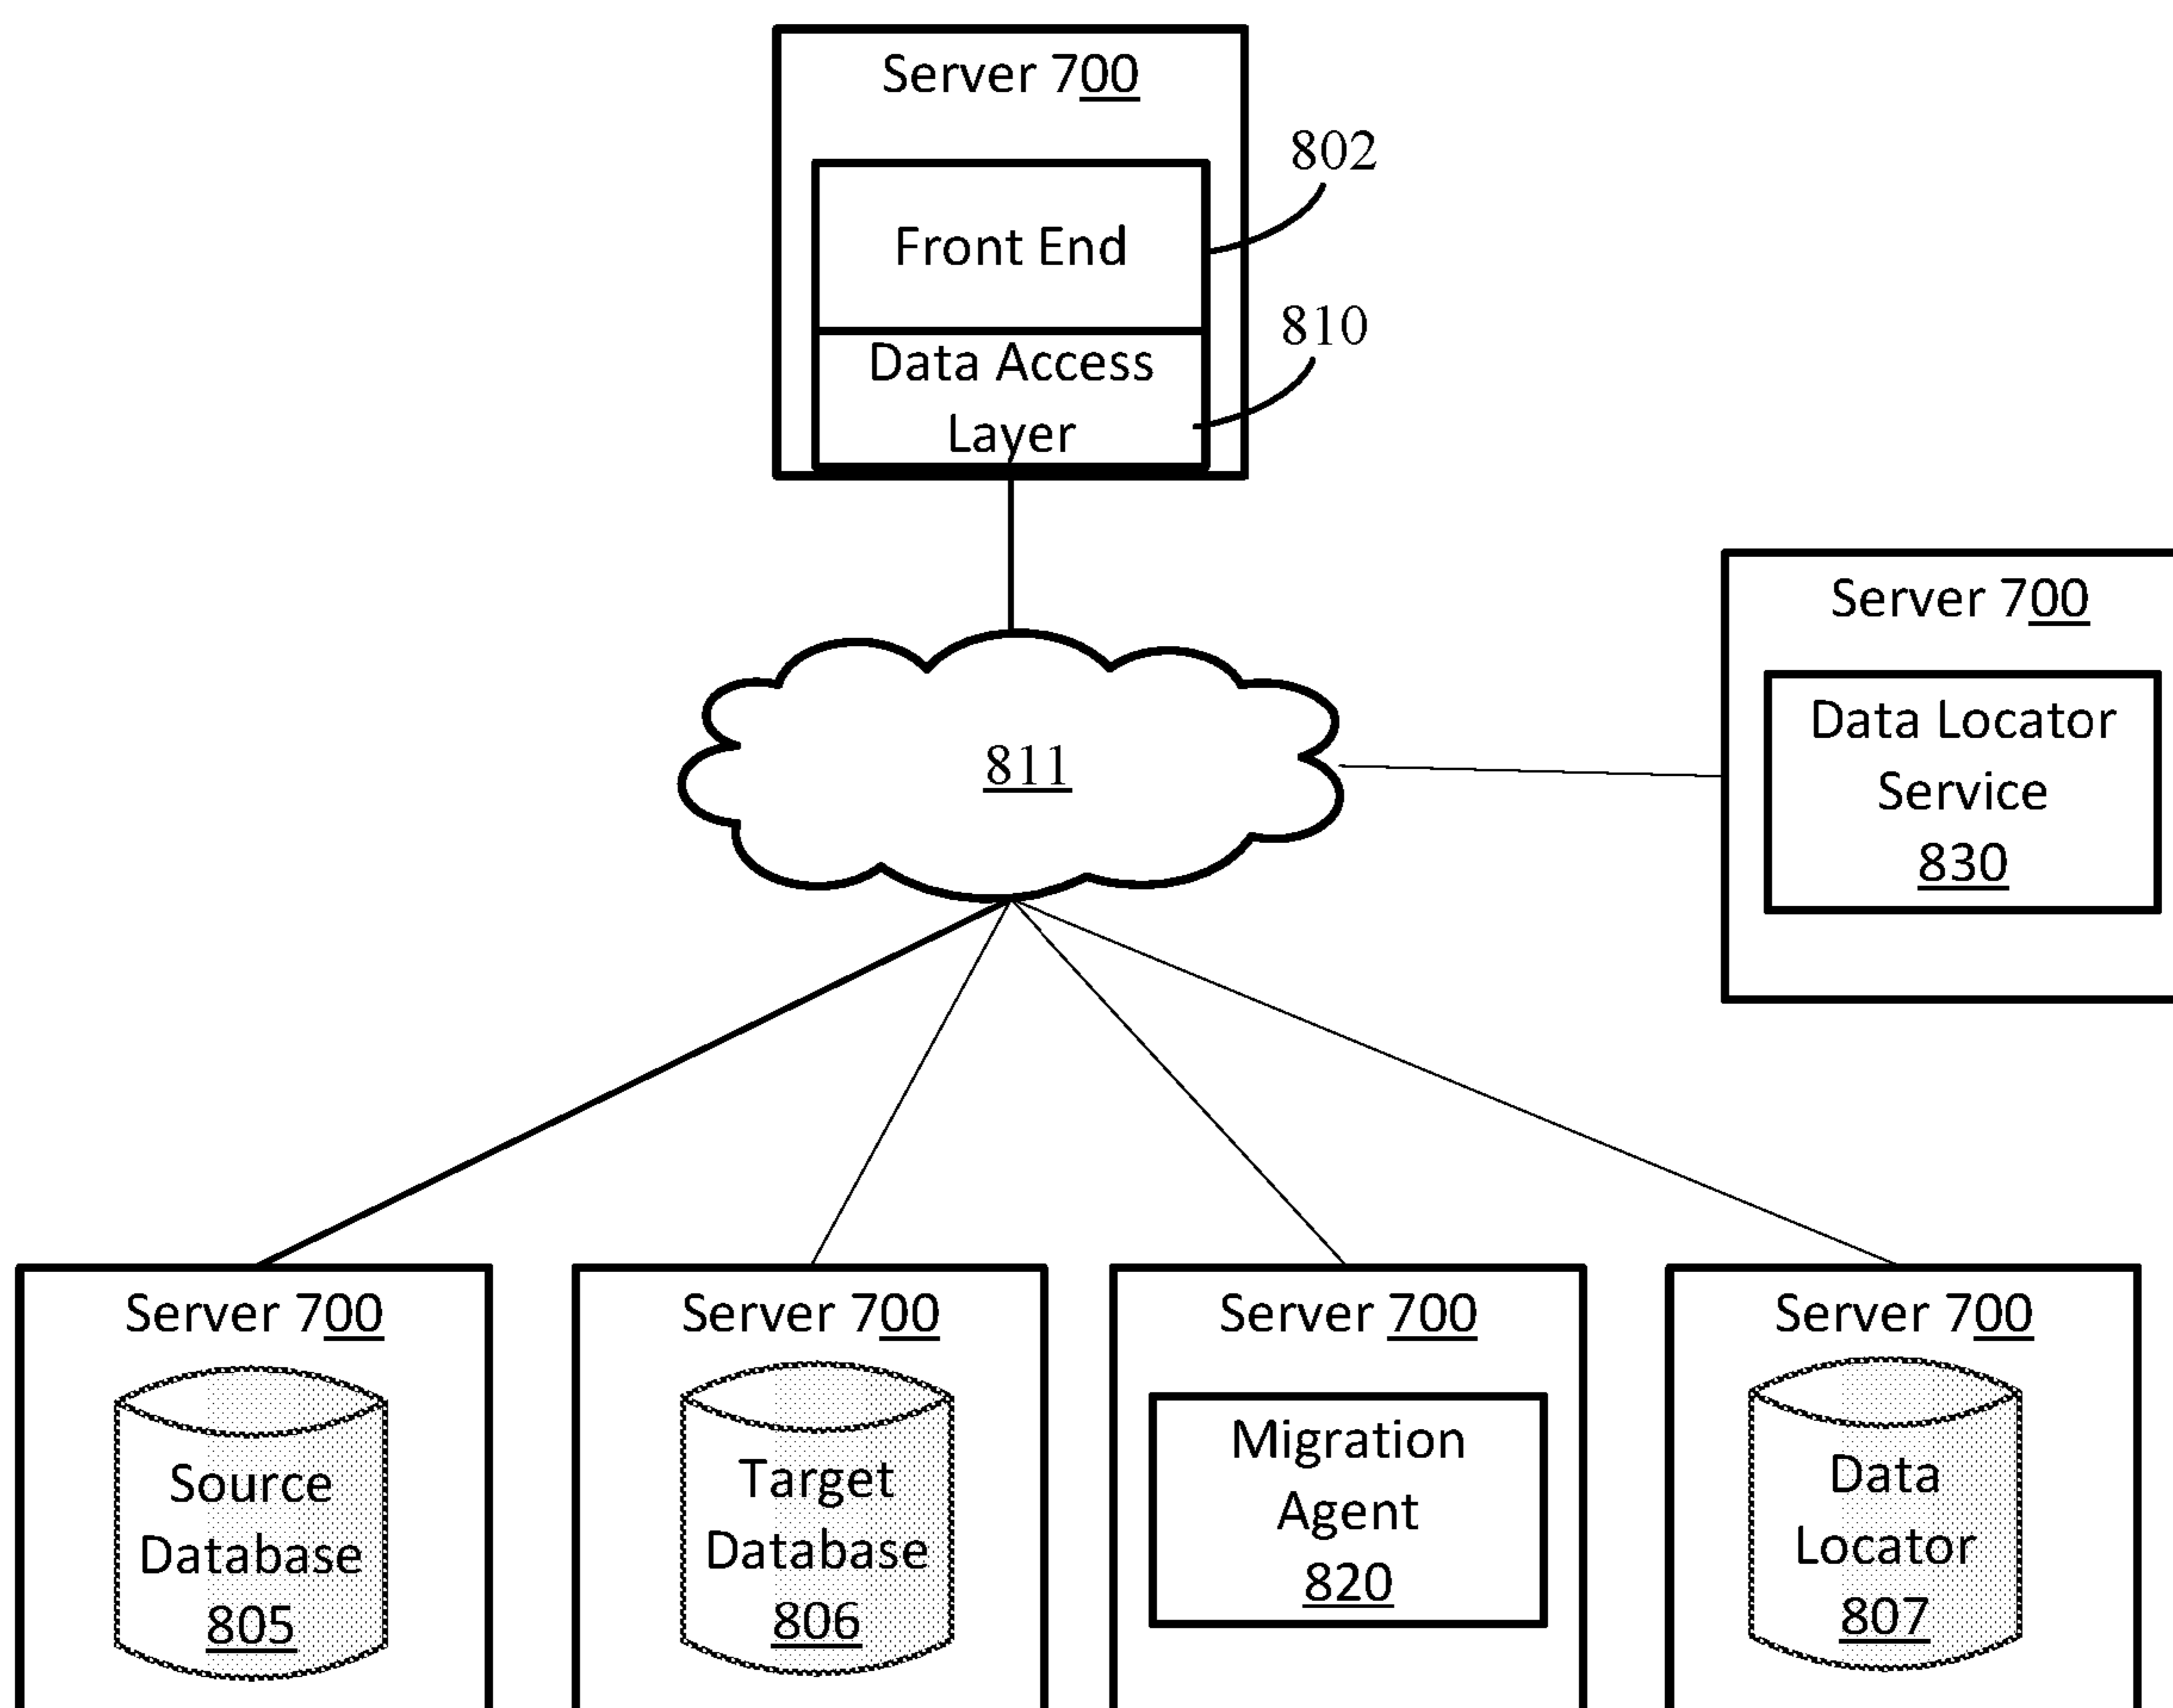 Server 700
802
Front End
810
Data Access
Layer
811
Server 700
Data Locator
Service
830
Server 700
Source
Database
805
Server 700
Target
Database
806
Server 700
Migration
Agent
820
Server 700
Data
Locator
807